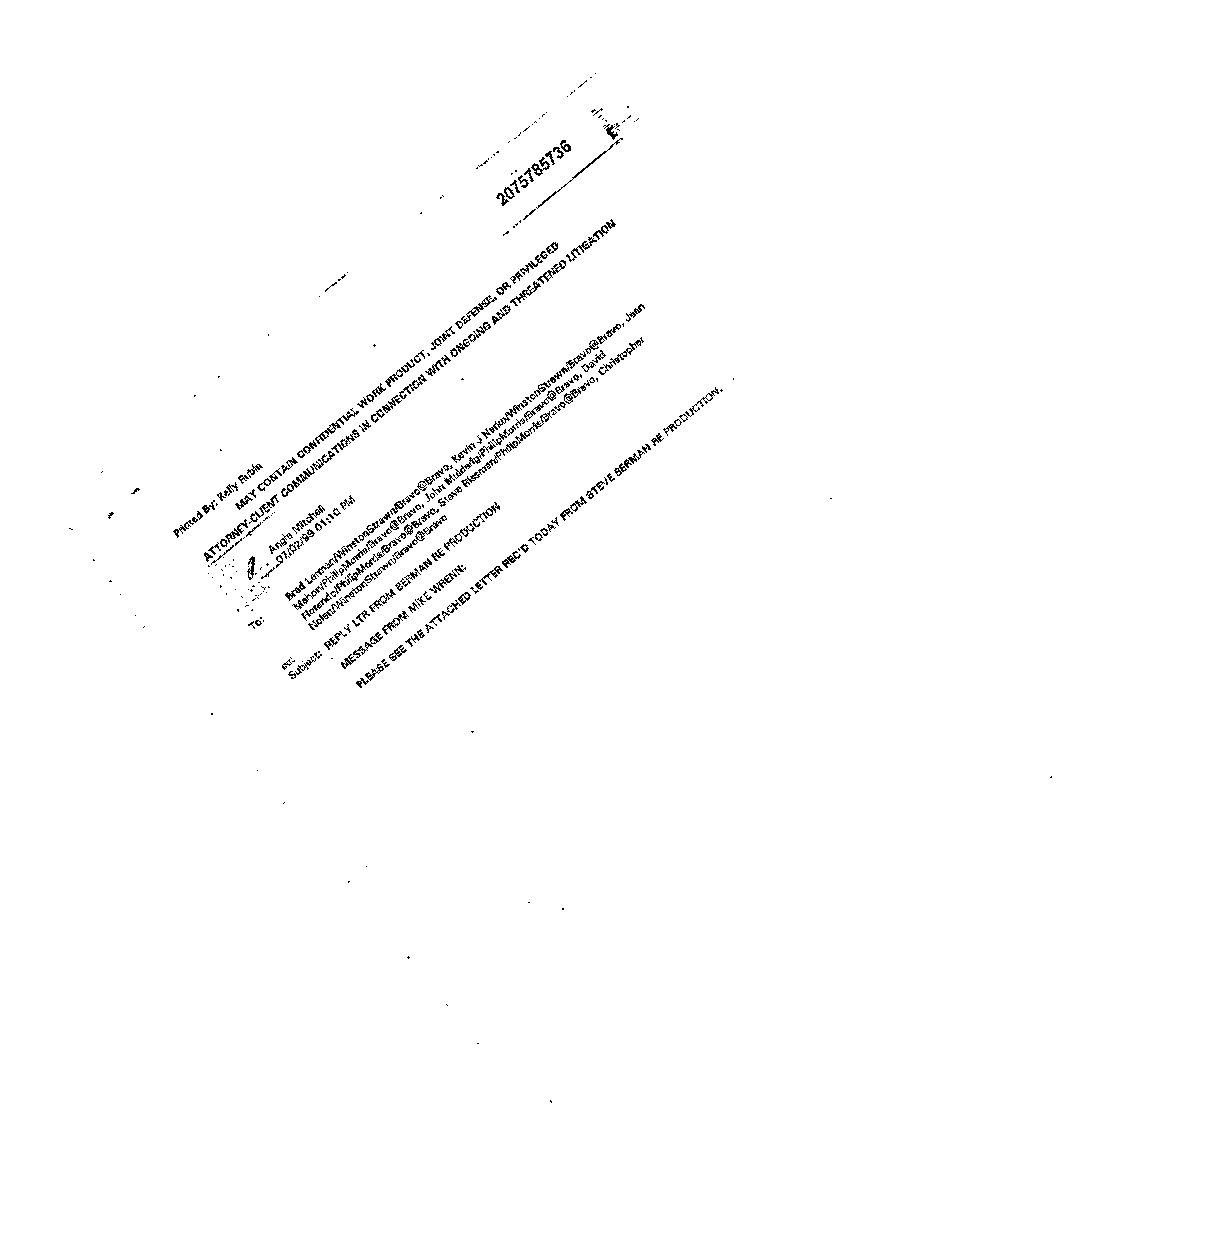 2075785736
Printed By: Kelly Rubin
MAY CONTAIN CONFIDENTIAL, WORK PRODUCT, JOINT DEFENSE, OR PRIVILEGED
ATTORNEY-CLIENT COMMUNICATIONS IN CONNECTION WITH ONGOING AND THREATENED LITIGATION
Angie Mitchell
07/02/99 01:10 PM
To: Brad Lerman/WinstonStrawn/Bravo@Bravo, Kevin J Narko/WinstonStrawn/Bravo@Bravo, Jean
/PhilipMorris/Bravo@Bravo, John Mulderig/PhilipMorris/Bravo@Bravo, David
/PhilipMorris/Bravo@Bravo, Steve Rissman/PhilipMorris/Bravo@Bravo, Christopher
/WinstonStrawn/Bravo@Bravo
cc:
Subject: REPLY LTR FROM BERMAN RE PRODUCTION
MESSAGE FROM MIKE WRENN:
PLEASE SEE THE ATTACHED LETTER REC'D TODAY FROM STEVE BERMAN RE PRODUCTION.